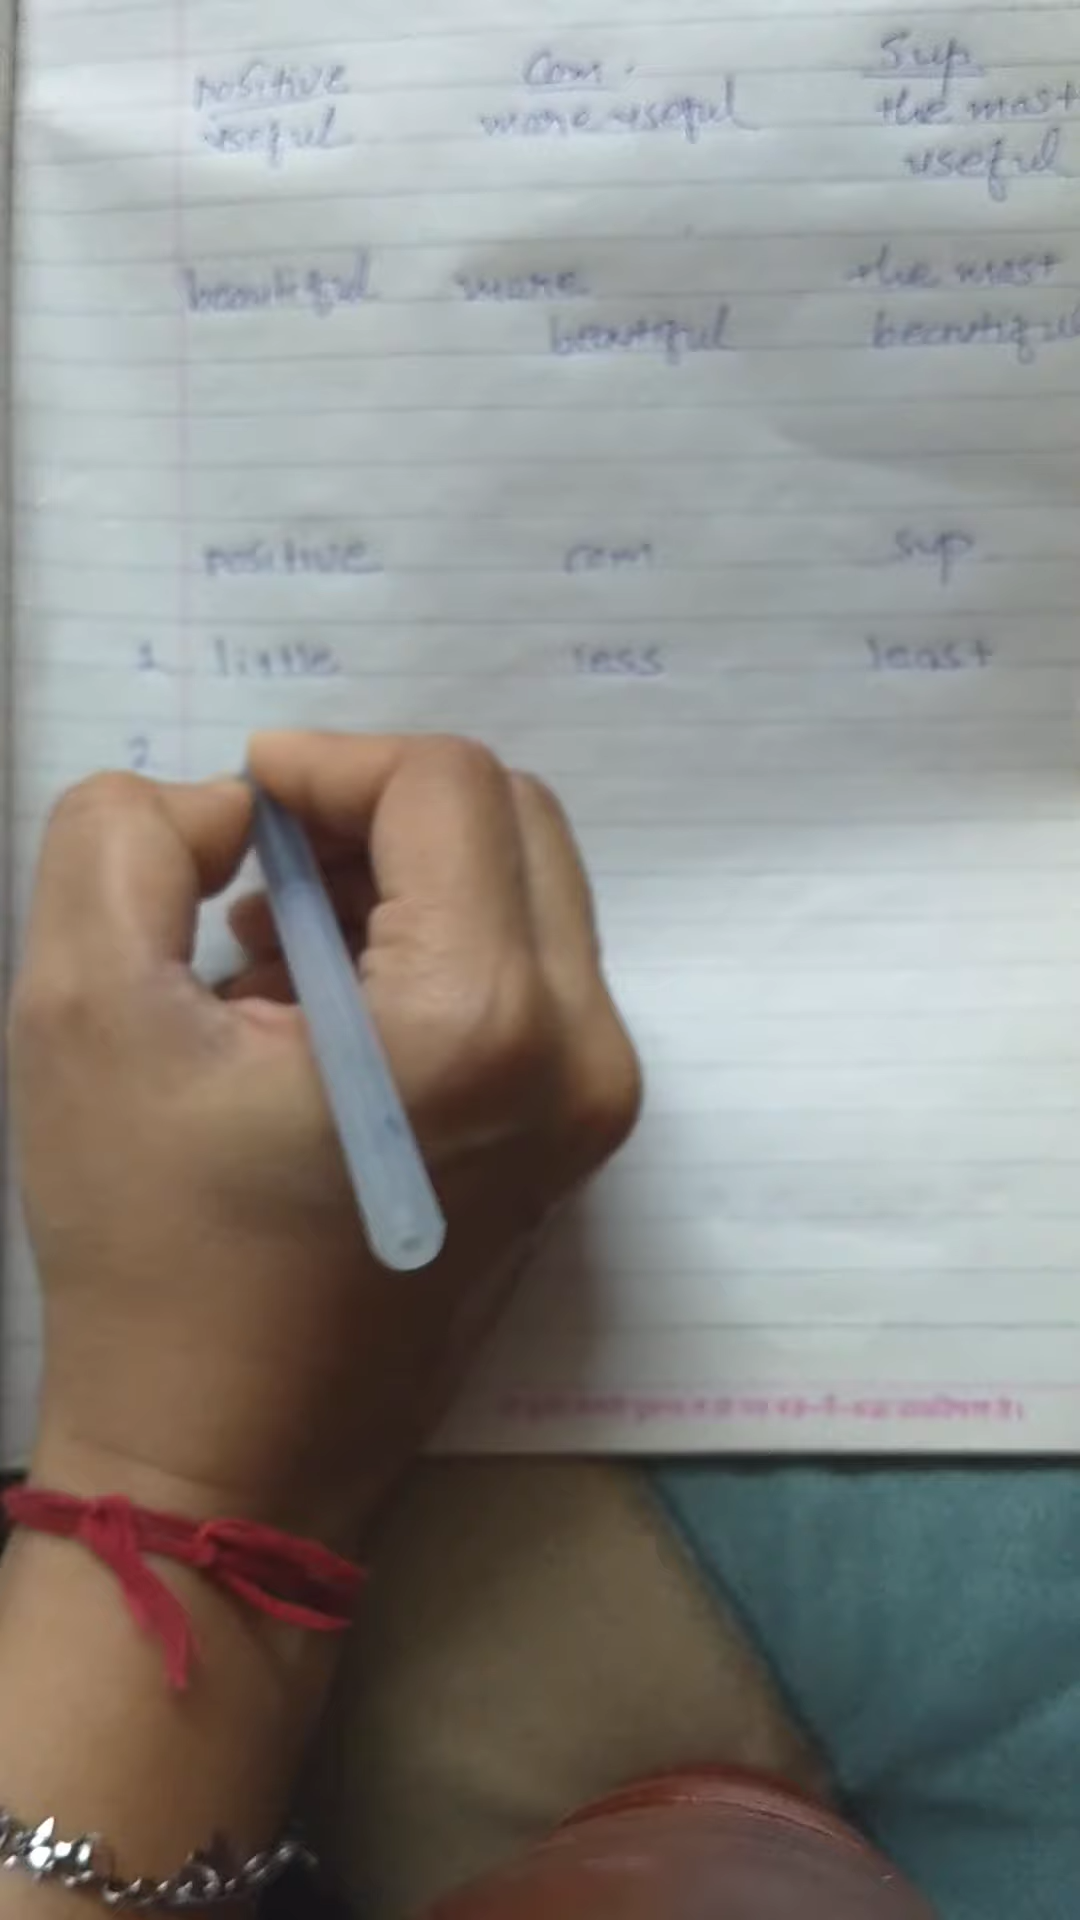 positive Com. Sup
useful more useful the most
useful
beautiful more the most
beautiful beautiful
positive com sup
1 little less least
2